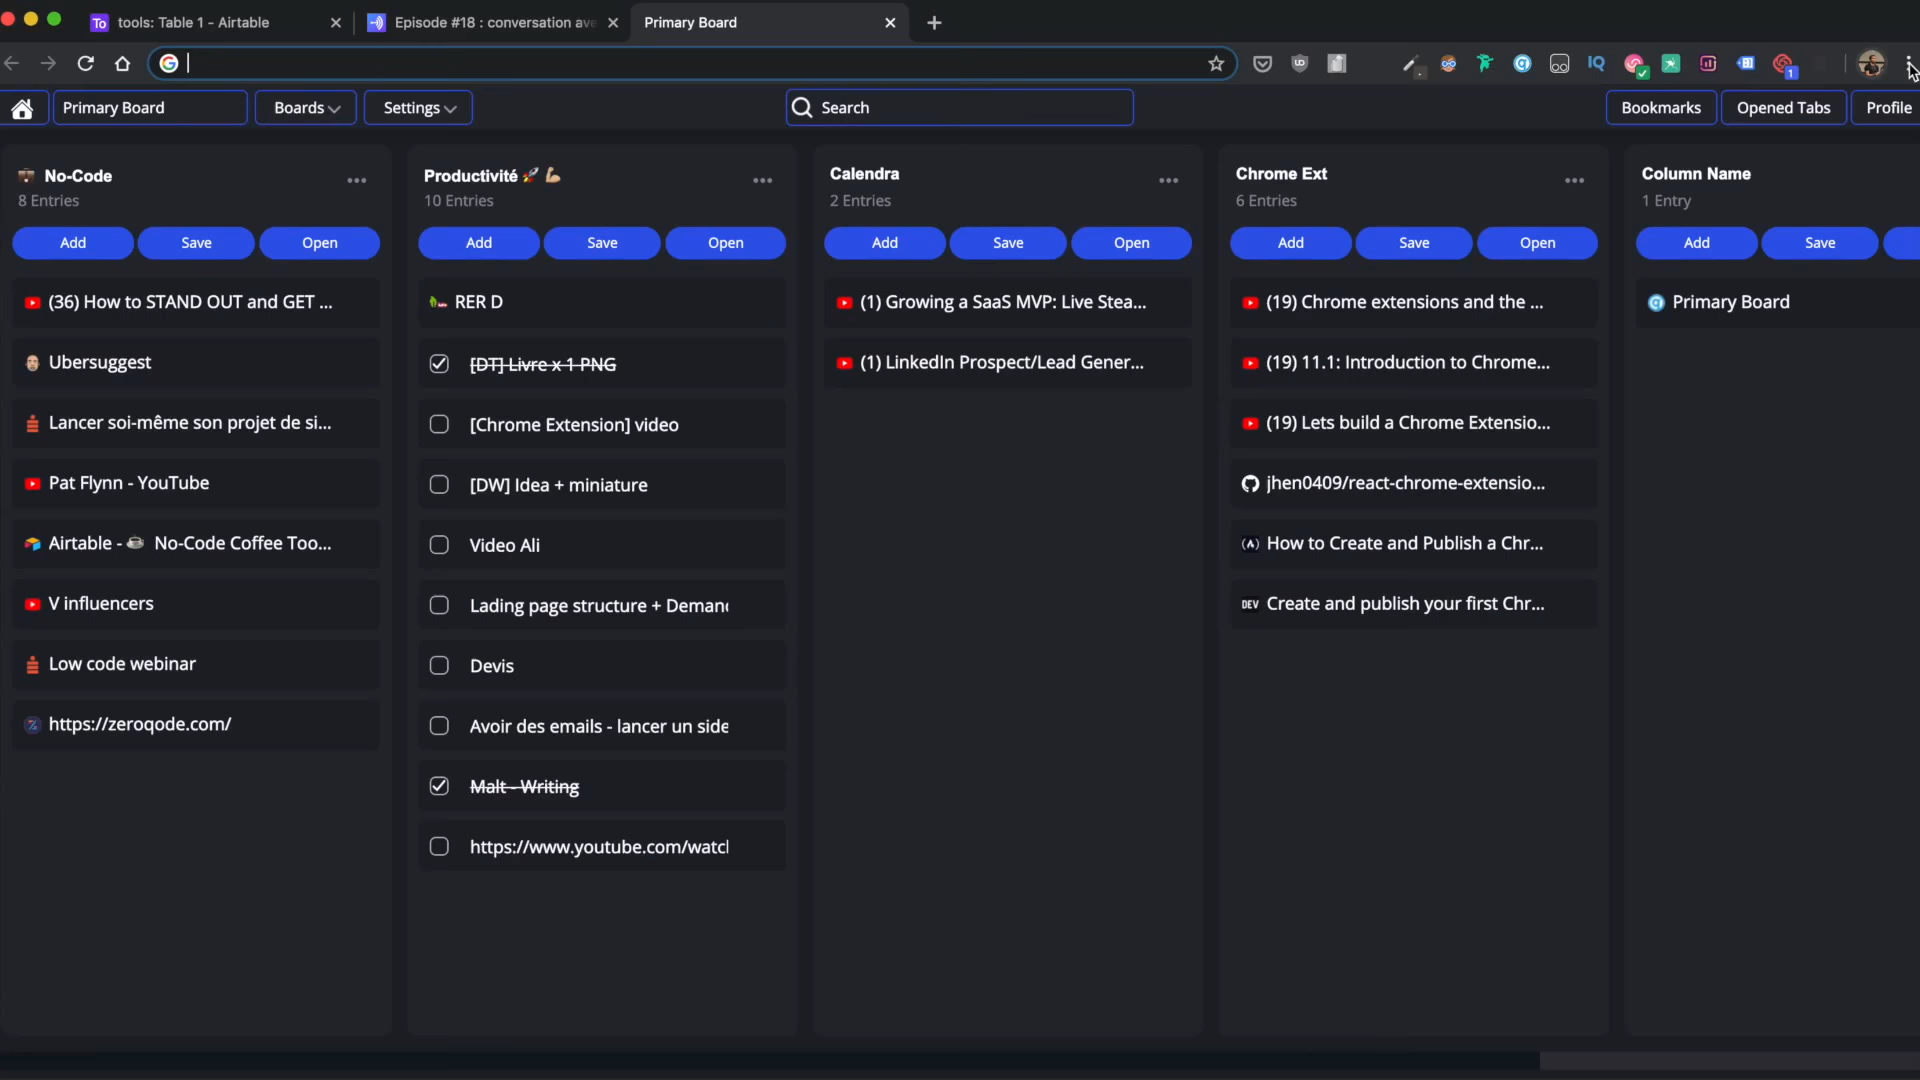 tools: Table 1 - Airtable
Episode #18 : conversation ave
Primary Board
Primary Board
Boards
Settings
Search
Bookmarks
Opened Tabs
Profile
No-Code
8 Entries
Add
Save
Open
(36) How to STAND OUT and GET ...
Ubersuggest
Lancer soi-même son projet de si...
Pat Flynn - YouTube
Airtable - ☕ No-Code Coffee Too...
V influencers
Low code webinar
https://zeroqode.com/
Productivité 🚀 💪🏼
10 Entries
Add
Save
Open
RER D
[DT] Livre x 1 PNG
[Chrome Extension] video
[DW] Idea + miniature
Video Ali
Lading page structure + Demand
Devis
Avoir des emails - lancer un side
Malt - Writing
https://www.youtube.com/watcl
Calendra
2 Entries
Add
Save
Open
(1) Growing a SaaS MVP: Live Stea...
(1) LinkedIn Prospect/Lead Gener...
Chrome Ext
6 Entries
Add
Save
Open
(19) Chrome extensions and the ...
(19) 11.1: Introduction to Chrome...
(19) Lets build a Chrome Extensio...
jhen0409/react-chrome-extensio...
How to Create and Publish a Chr...
DEV Create and publish your first Chr...
Column Name
1 Entry
Add
Save
Primary Board